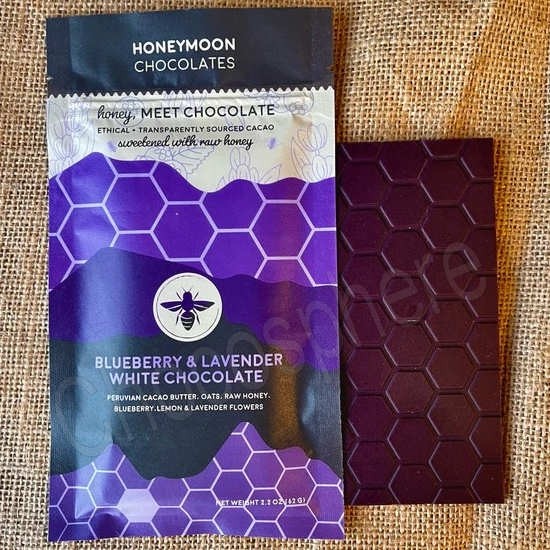 HONEYMOON
CHOCOLATES
honey, MEET CHOCOLATE
ETHICAL + TRANSPARENTLY SOURCED CACAO
sweetened with raw honey
BLUEBERRY & LAVENDER
WHITE CHOCOLATE
PERUVIAN CACAO BUTTER. OATS. RAW HONEY.
BLUEBERRY. LEMON & LAVENDER FLOWERS
NET WEIGHT 2.2 OZ (62 G)